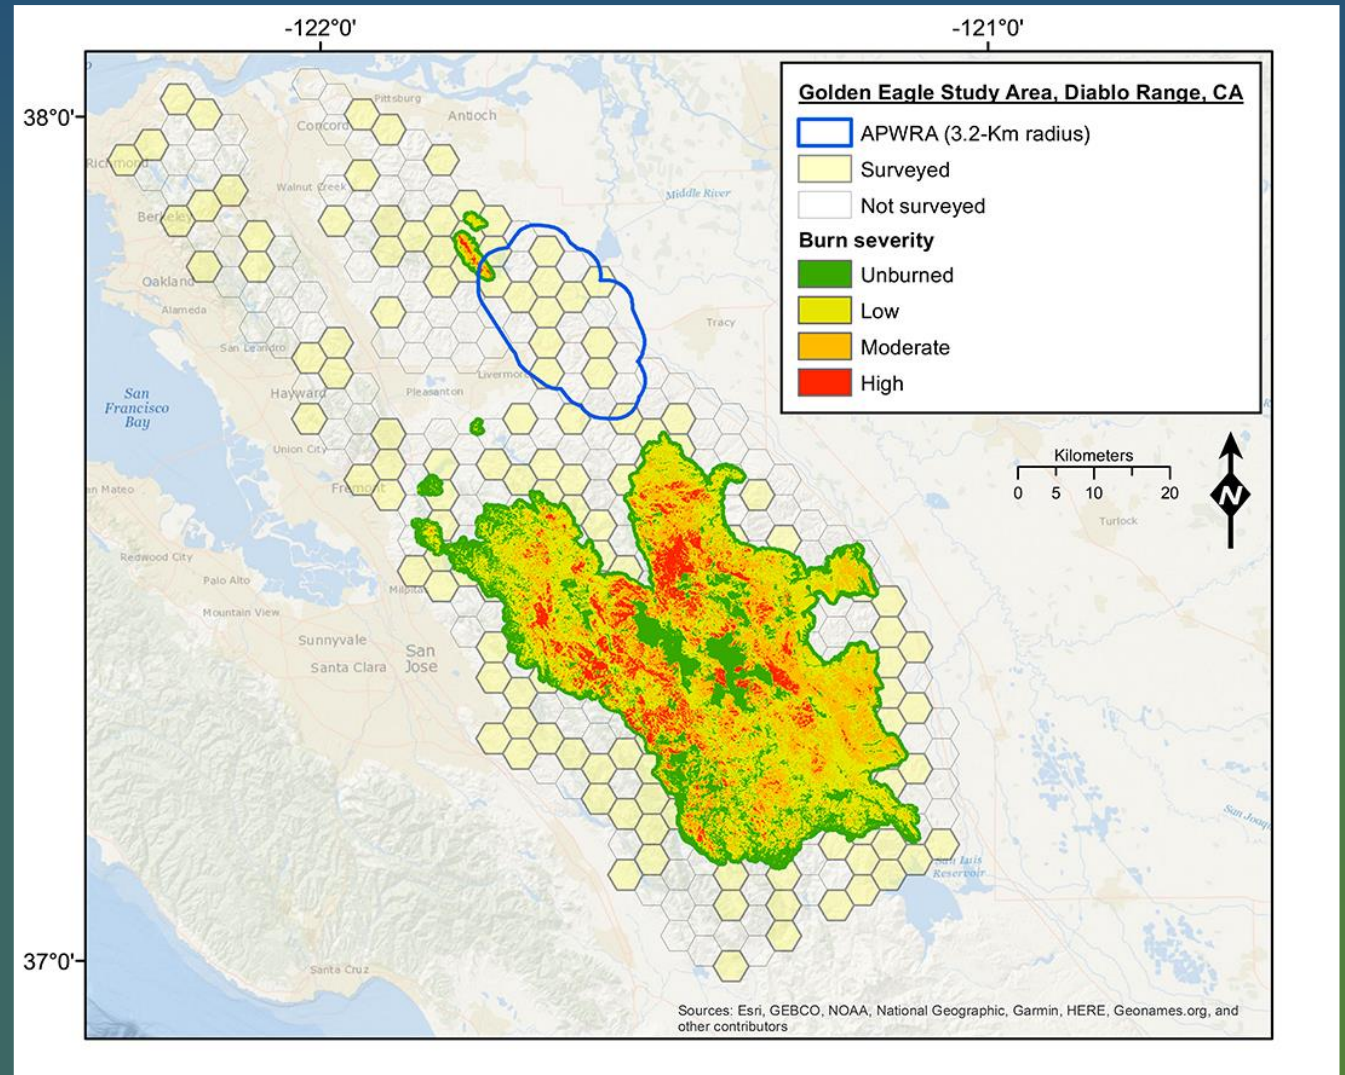 -122°0'
-121°0'
38°0'
37°0'
Golden Eagle Study Area, Diablo Range, CA
APWRA (3.2-Km radius)
Surveyed
Not surveyed
Burn severity
Unburned
Low
Moderate
High
Kilometers
0 5 10 20
N
Pittsburg
Antioch
Concord
Richmond
Walnut Creek
Middle River
Berkeley
Oakland
Alameda
Tracy
San Leandro
Livermore
Hayward
Pleasanton
San
Francisco
Bay
Union City
Fremont
an Mateo
Turlock
Redwood City
Palo Alto
Milpitas
Mountain View
Sunnyvale
Santa Clara
San
Jose
San Joaq
San Luis
Reservoir
Santa Cruz
Sources: Esri, GEBCO, NOAA, National Geographic, Garmin, HERE, Geonames.org, and
other contributors